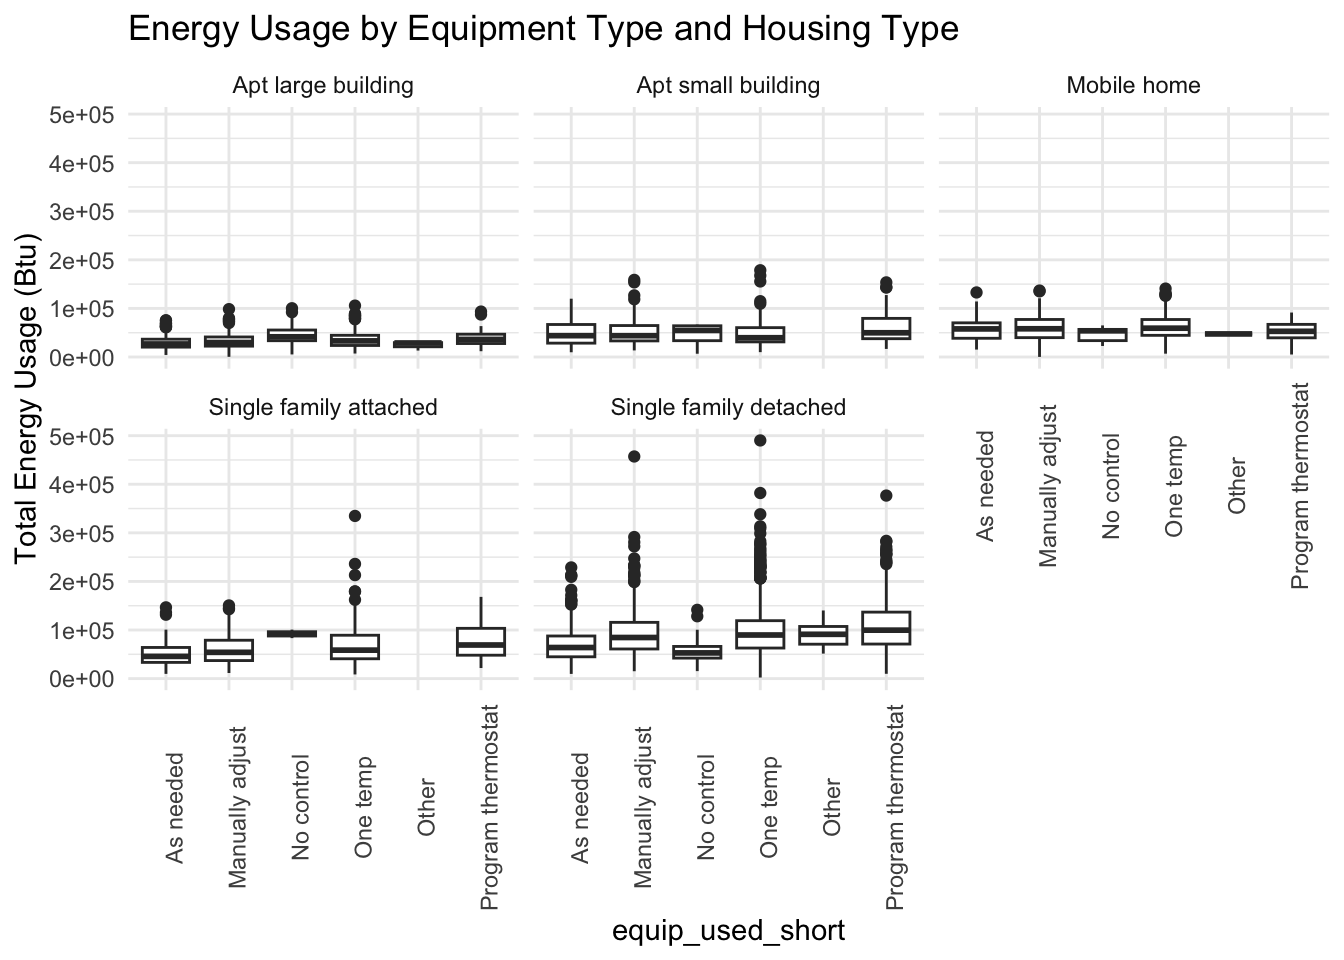 Energy Usage by Equipment Type and Housing Type
Apt large building
Apt small building
Mobile home
5e+05
4e+05
3e+05
2e+05
1e+05
0e+00
Total Energy Usage (Btu)
Single family attached
Single family detached
5e+05
4e+05
3e+05
2e+05
1e+05
0e+00
As needed
Manually adjust
No control
One temp
Other
Program thermostat
As needed
Manually adjust
No control
One temp
Other
Program thermostat
As needed
Manually adjust
No control
One temp
Other
Program thermostat
equip_used_short